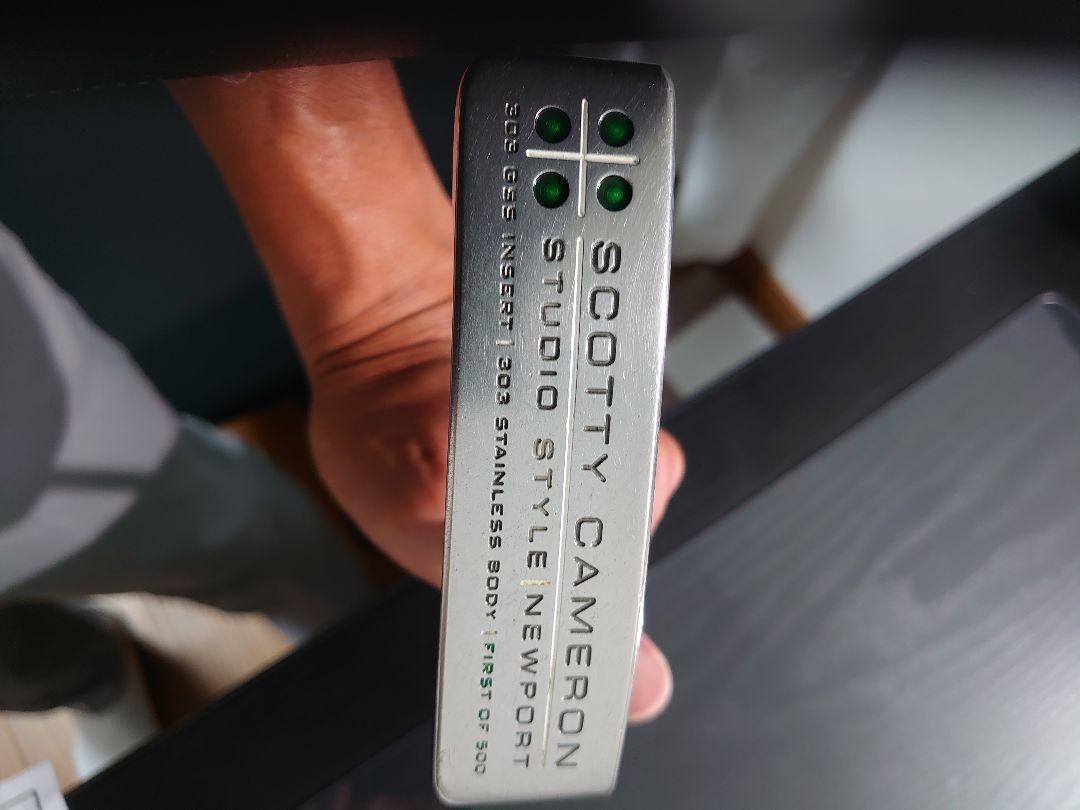 SCOTTY CAMERON
STUDIO STYLE | NEWPORT
303 GSS INSERT | 303 STAINLESS BODY | FIRST OF 500